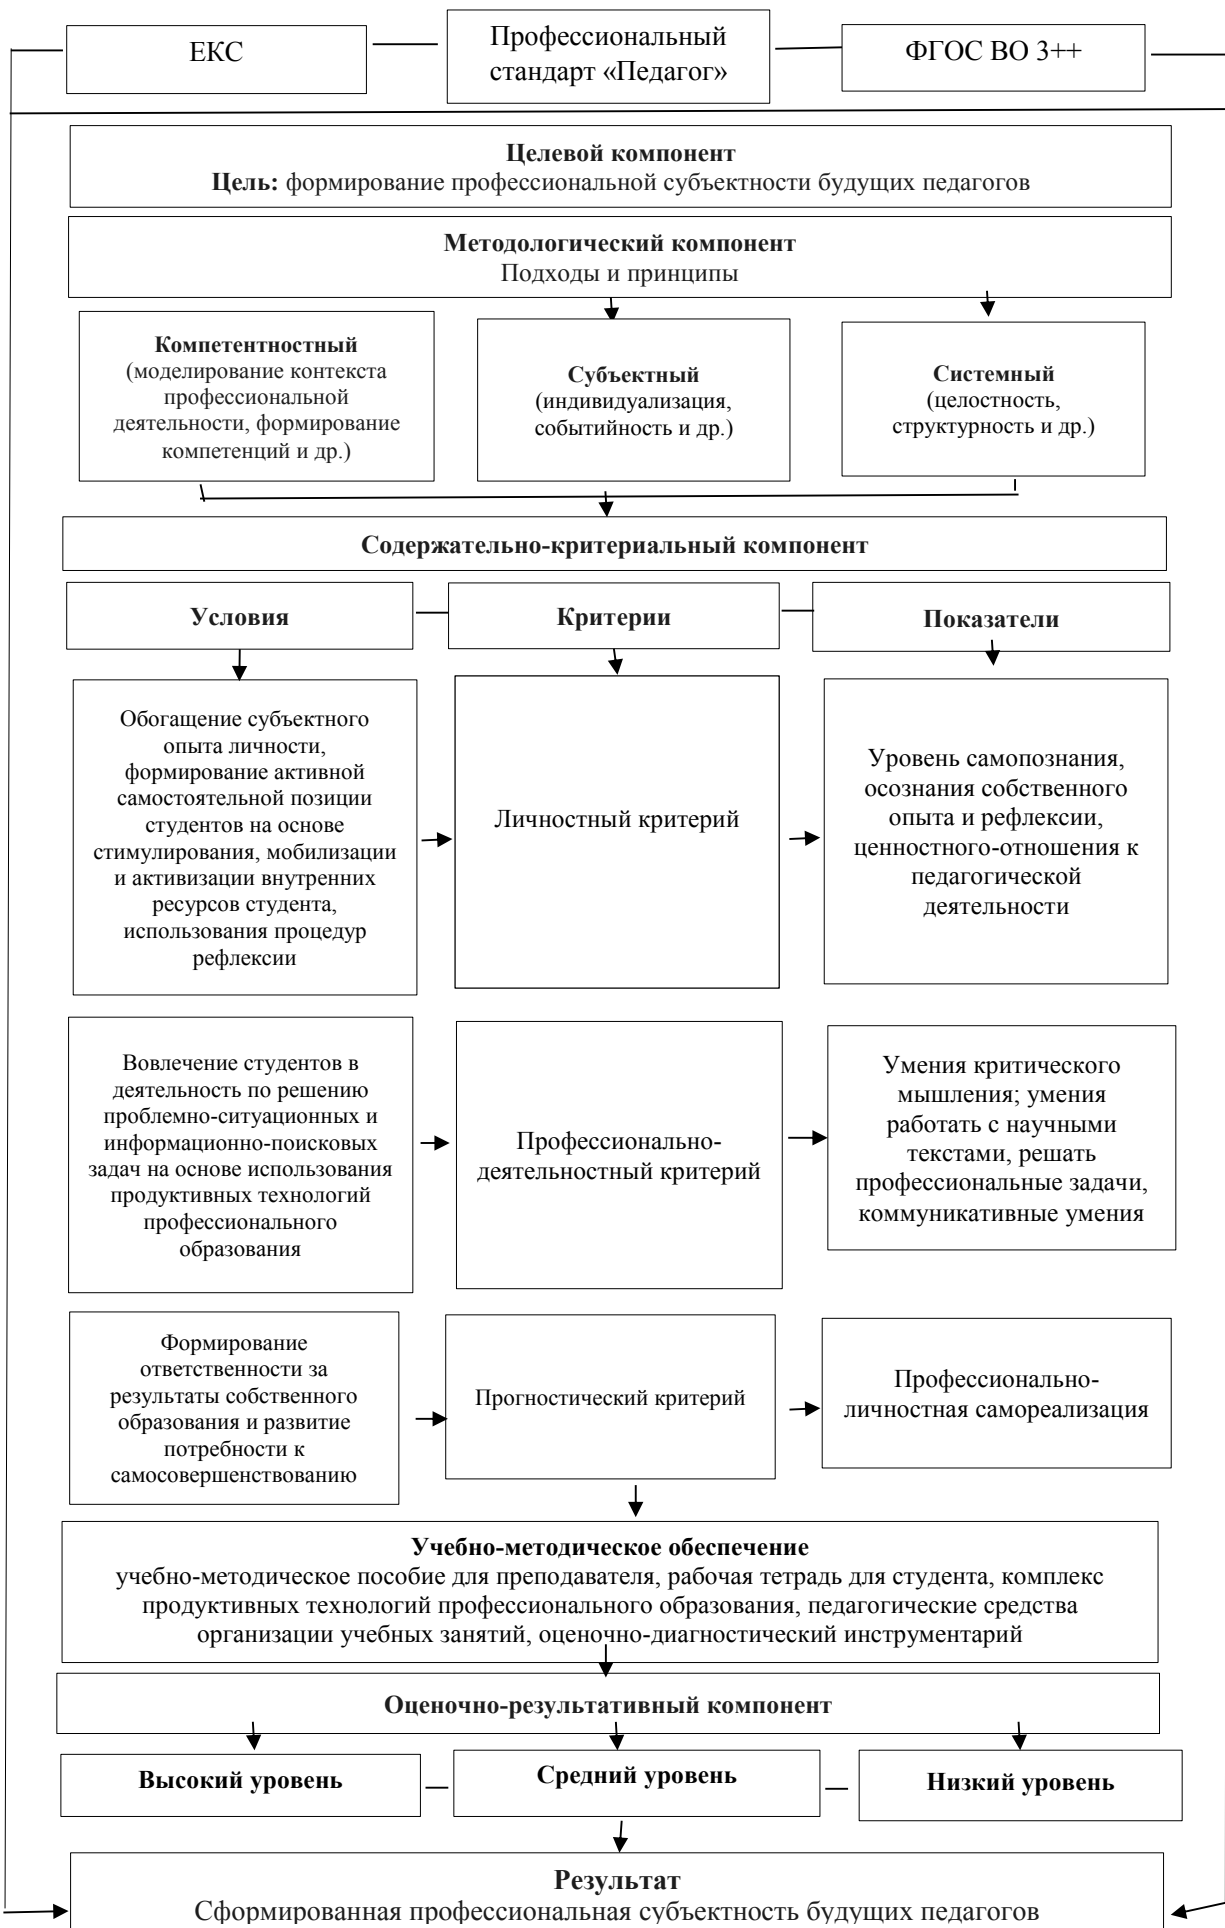 ЕКС
Профессиональный
стандарт «Педагог»
ФГОС ВО 3++
Целевой компонент
Цель: формирование профессиональной субъектности будущих педагогов
Методологический компонент
Подходы и принципы
Компетентностный
(моделирование контекста
профессиональной
деятельности, формирование
компетенций и др.)
Субъектный
(индивидуализация,
событийность и др.)
Системный
(целостность,
структурность и др.)
Содержательно-критериальный компонент
Условия
Критерии
Показатели
Обогащение субъектного
опыта личности,
формирование активной
самостоятельной позиции
студентов на основе
стимулирования, мобилизации
и активизации внутренних
ресурсов студента,
использования процедур
рефлексии
Личностный критерий
Уровень самопознания,
осознания собственного
опыта и рефлексии,
ценностного-отношения к
педагогической
деятельности
Вовлечение студентов в
деятельность по решению
проблемно-ситуационных и
информационно-поисковых
задач на основе использования
продуктивных технологий
профессионального
образования
Профессионально-
деятельностный критерий
Умения критического
мышления; умения
работать с научными
текстами, решать
профессиональные задачи,
коммуникативные умения
Формирование
ответственности за
результаты собственного
образования и развитие
потребности к
самосовершенствованию
Прогностический критерий
Профессионально-
личностная самореализация
Учебно-методическое обеспечение
учебно-методическое пособие для преподавателя, рабочая тетрадь для студента, комплекс
продуктивных технологий профессионального образования, педагогические средства
организации учебных занятий, оценочно-диагностический инструментарий
Оценочно-результативный компонент
Высокий уровень
Средний уровень
Низкий уровень
Результат
Сформированная профессиональная субъектность будущих педагогов